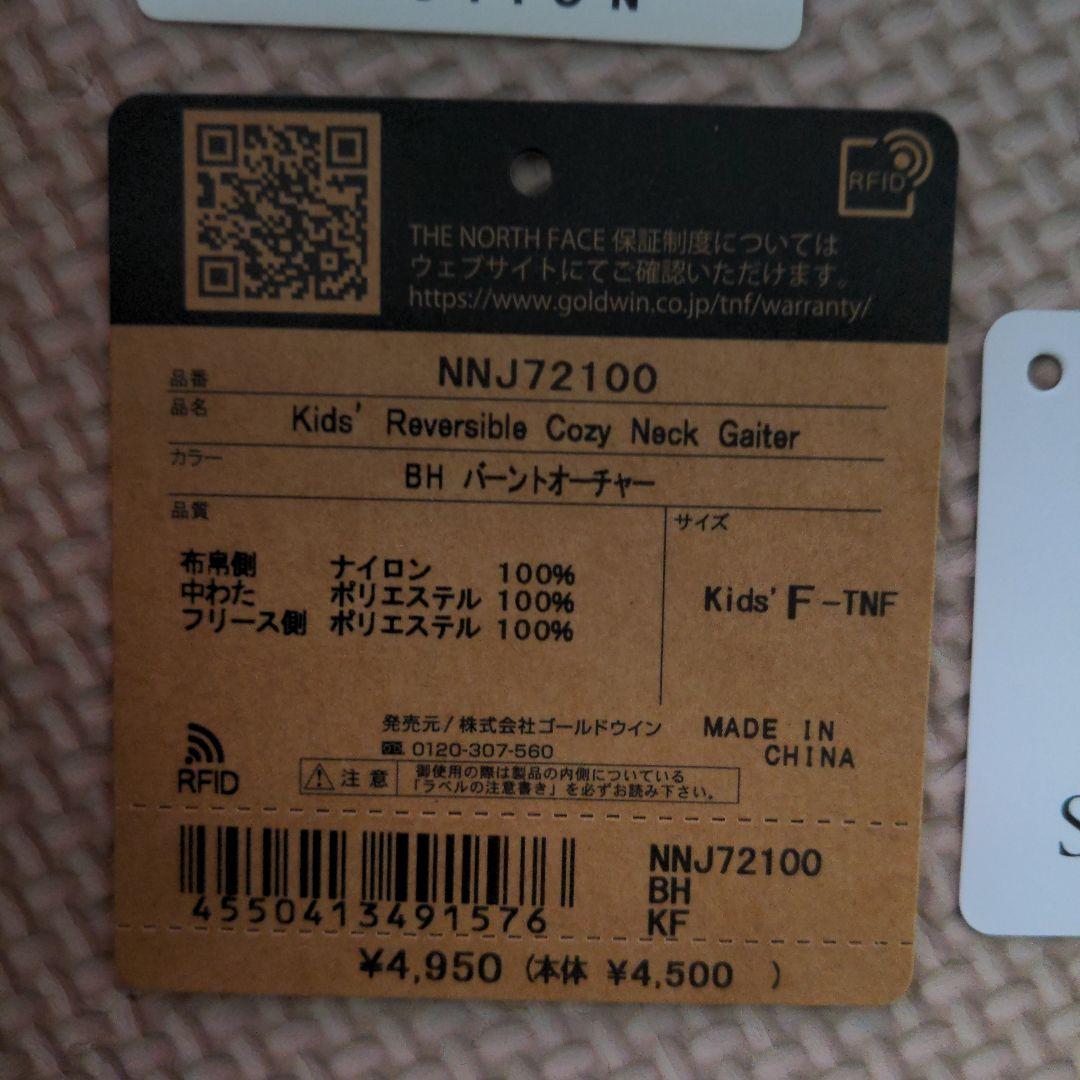 RFID
THE NORTH FACE 保証制度については
ウェブサイトにてご確認いただけます。
https://www.goldwin.co.jp/tnf/warranty/
品番 NNJ72100
品名 Kids' Reversible Cozy Neck Gaiter
カラー BH バーントオーチャー
品質
サイズ
布帛側 ナイロン 100%
中わた ポリエステル 100%
フリース側 ポリエステル 100%
Kids' F-TNF
発売元/株式会社ゴールドウイン
0120-307-560
MADE IN
CHINA
RFID
注意
御使用の際は製品の内側についている
「ラベルの注意書き」を必ずお読み下さい。
4550413491576
NNJ72100
BH
KF
¥4,950 (本体 ¥4,500 )
S